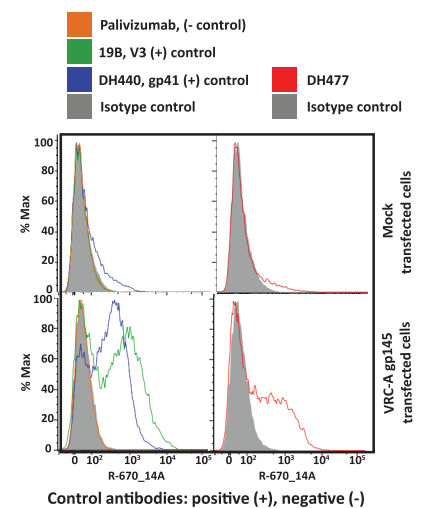 Palivizumab, (- control)
19B, V3 (+) control
DH440, gp41 (+) control
DH477
Isotype control
Isotype control
100
80
60
40
20
0
% Max
Mock
transfected cells
100
80
60
40
20
0
% Max
VRC-A gp145
transfected cells
0 10² 10³ 10⁴ 10⁵
0 10² 10³ 10⁴ 10⁵
R-670_14A
R-670_14A
Control antibodies: positive (+), negative (-)